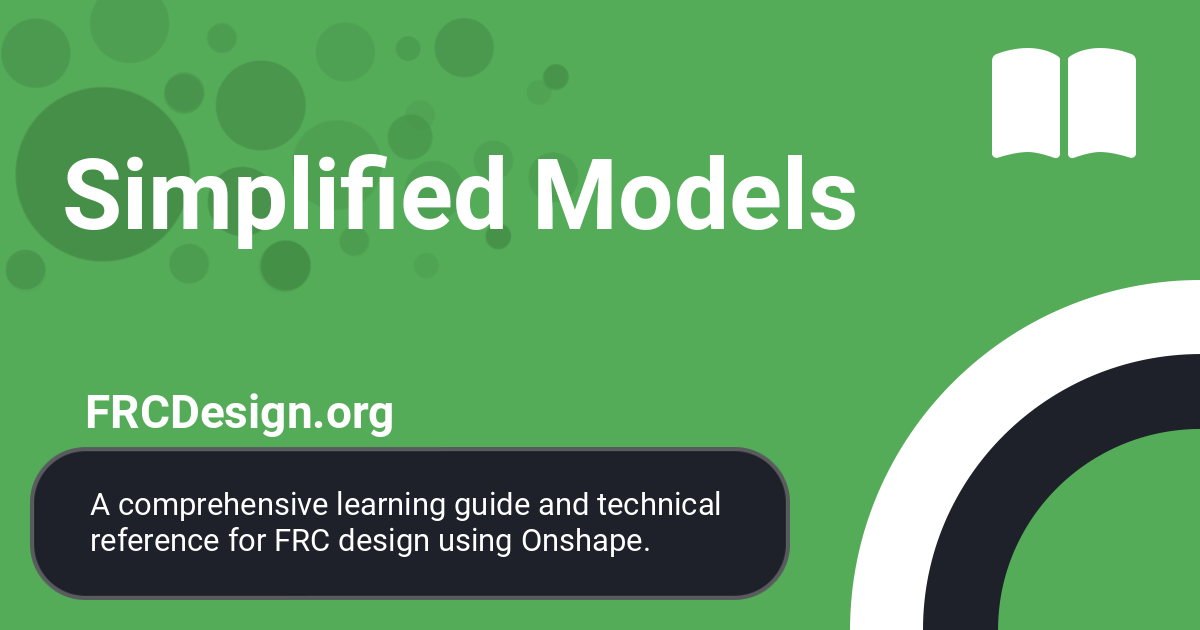 Simplified Models
FRCDesign.org
A comprehensive learning guide and technical
reference for FRC design using Onshape.